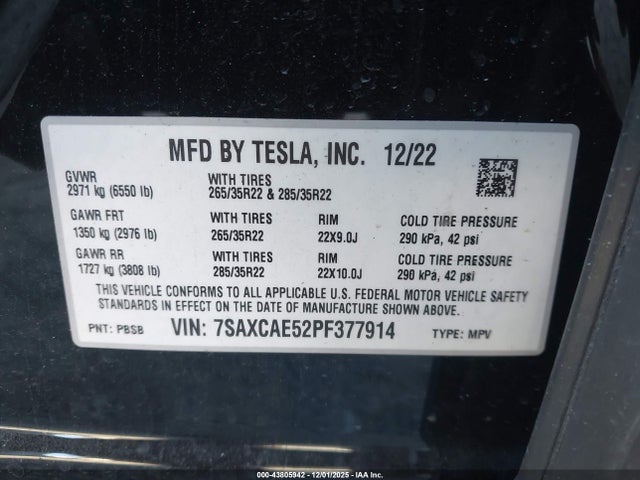 MFD BY TESLA, INC. 12/22
GVWR
2971 kg (6550 lb)
WITH TIRES
265/35R22 & 285/35R22
GAWR FRT
1350 kg (2976 lb)
WITH TIRES
265/35R22
RIM
22X9.0J
COLD TIRE PRESSURE
290 kPa, 42 psi
GAWR RR
1727 kg (3808 lb)
WITH TIRES
285/35R22
RIM
22X10.0J
COLD TIRE PRESSURE
290 kPa, 42 psi
THIS VEHICLE CONFORMS TO ALL APPLICABLE U.S. FEDERAL MOTOR VEHICLE SAFETY
STANDARDS IN EFFECT ON THE DATE OF MANUFACTURE SHOWN ABOVE.
PNT: PBSB VIN: 7SAXCAE52PF377914 TYPE: MPV
000-43805942 - 12/01/2025 - IAA Inc.